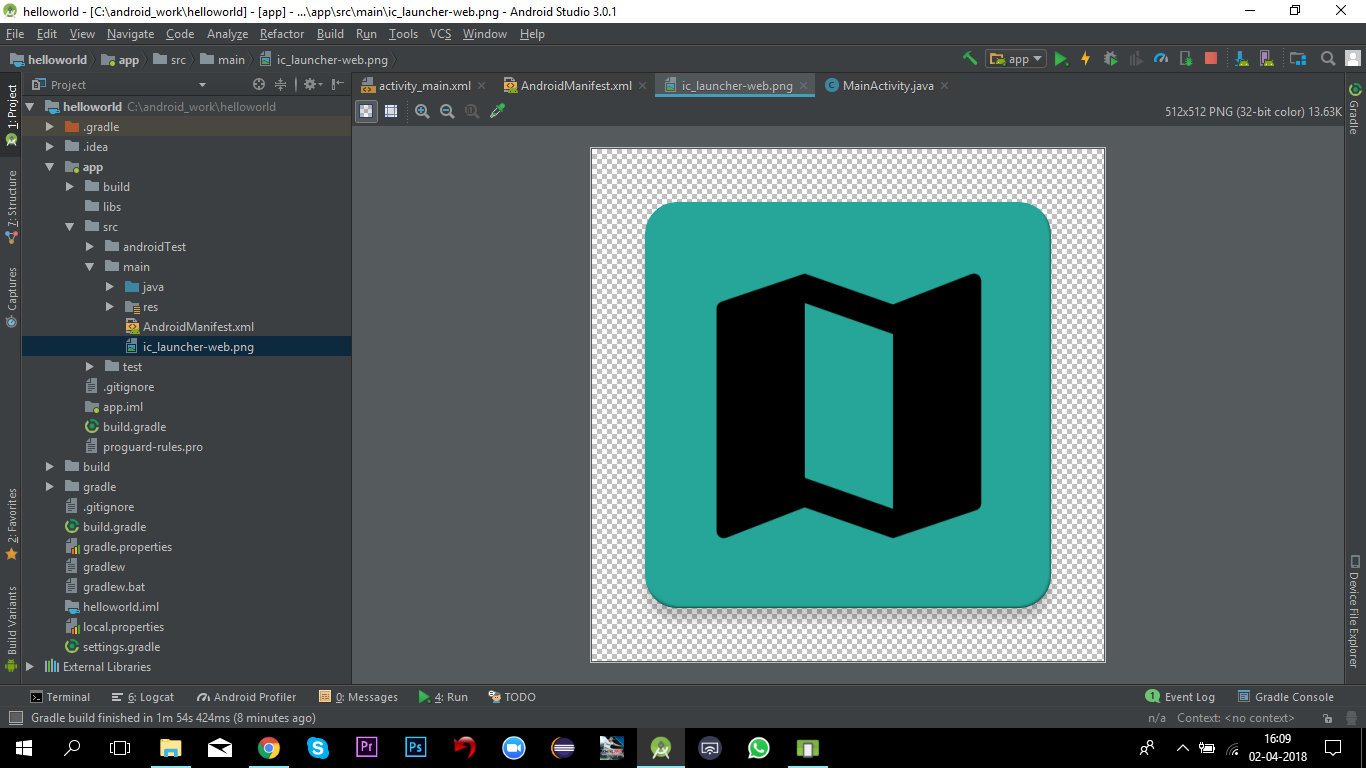 helloworld - [C:\android_work\helloworld] - [app] - ...\app\src\main\ic_launcher-web.png - Android Studio 3.0.1
File Edit View Navigate Code Analyze Refactor Build Run Tools VCS Window Help
helloworld app src main ic_launcher-web.png app
1: Project
7: Structure
Captures
2: Favorites
Build Variants
Project
helloworld C:\android_work\helloworld
.gradle
.idea
app
build
libs
src
androidTest
main
java
res
AndroidManifest.xml
ic_launcher-web.png
test
.gitignore
app.iml
build.gradle
proguard-rules.pro
build
gradle
.gitignore
build.gradle
gradle.properties
gradlew
gradlew.bat
helloworld.iml
local.properties
settings.gradle
External Libraries
activity_main.xml AndroidManifest.xml ic_launcher-web.png MainActivity.java
512x512 PNG (32-bit color) 13.63K
Gradle
Device File Explorer
Terminal 6: Logcat Android Profiler 0: Messages 4: Run TODO 1 Event Log Gradle Console
Gradle build finished in 1m 54s 424ms (8 minutes ago) n/a Context: <no context>
Pr Ps
16:09
02-04-2018